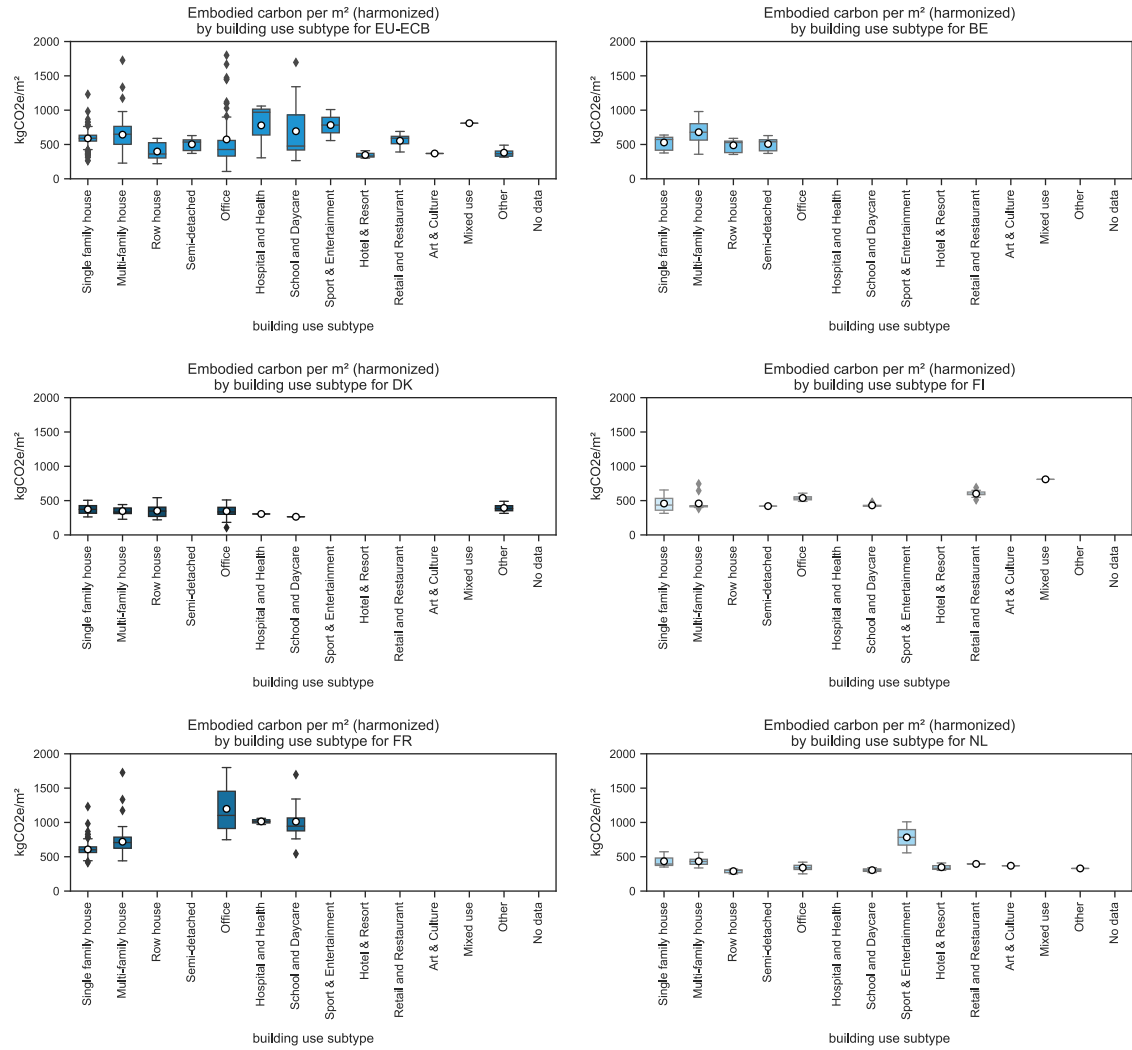 Embodied carbon per m² (harmonized)
by building use subtype for EU-ECB
kgCO2e/m²
2000
1500
1000
500
0
Single family house
Multi-family house
Row house
Semi-detached
Office
Hospital and Health
School and Daycare
Sport & Entertainment
Hotel & Resort
Retail and Restaurant
Art & Culture
Mixed use
Other
No data
building use subtype
Embodied carbon per m² (harmonized)
by building use subtype for BE
kgCO2e/m²
2000
1500
1000
500
0
Single family house
Multi-family house
Row house
Semi-detached
Office
Hospital and Health
School and Daycare
Sport & Entertainment
Hotel & Resort
Retail and Restaurant
Art & Culture
Mixed use
Other
No data
building use subtype
Embodied carbon per m² (harmonized)
by building use subtype for DK
kgCO2e/m²
2000
1500
1000
500
0
Single family house
Multi-family house
Row house
Semi-detached
Office
Hospital and Health
School and Daycare
Sport & Entertainment
Hotel & Resort
Retail and Restaurant
Art & Culture
Mixed use
Other
No data
building use subtype
Embodied carbon per m² (harmonized)
by building use subtype for FI
kgCO2e/m²
2000
1500
1000
500
0
Single family house
Multi-family house
Row house
Semi-detached
Office
Hospital and Health
School and Daycare
Sport & Entertainment
Hotel & Resort
Retail and Restaurant
Art & Culture
Mixed use
Other
No data
building use subtype
Embodied carbon per m² (harmonized)
by building use subtype for FR
kgCO2e/m²
2000
1500
1000
500
0
Single family house
Multi-family house
Row house
Semi-detached
Office
Hospital and Health
School and Daycare
Sport & Entertainment
Hotel & Resort
Retail and Restaurant
Art & Culture
Mixed use
Other
No data
building use subtype
Embodied carbon per m² (harmonized)
by building use subtype for NL
kgCO2e/m²
2000
1500
1000
500
0
Single family house
Multi-family house
Row house
Semi-detached
Office
Hospital and Health
School and Daycare
Sport & Entertainment
Hotel & Resort
Retail and Restaurant
Art & Culture
Mixed use
Other
No data
building use subtype